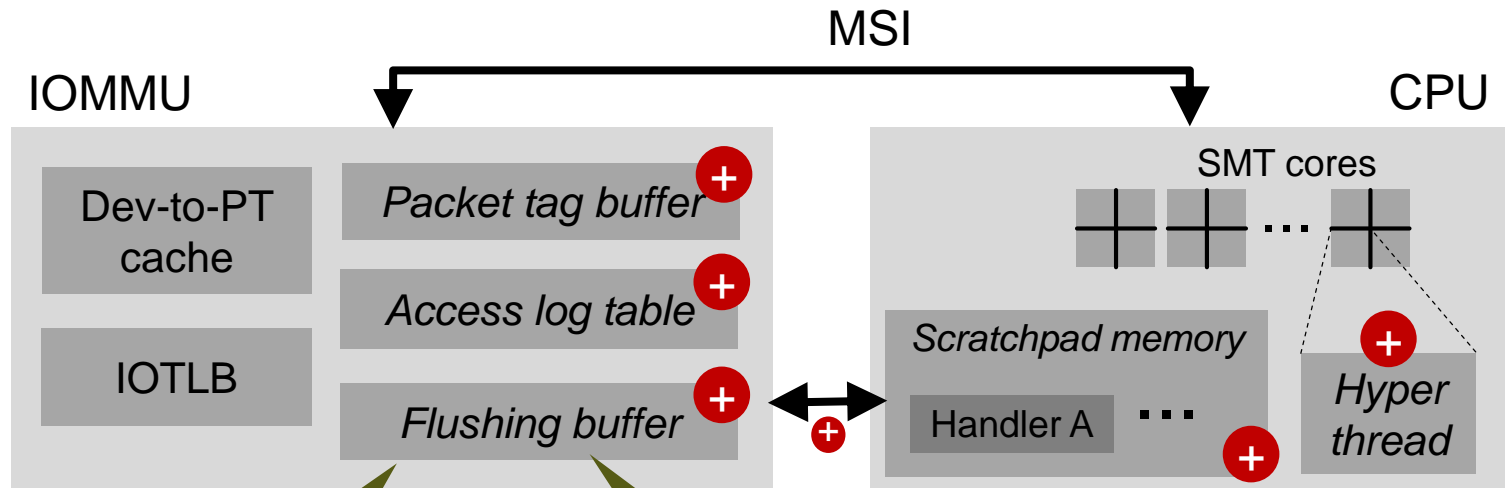 MSI
IOMMU
CPU
Dev-to-PT
cache
IOTLB
Packet tag buffer
+
Access log table
+
Flushing buffer
+
+
SMT cores
...
Scratchpad memory
Handler A
...
+
+
Hyper
thread